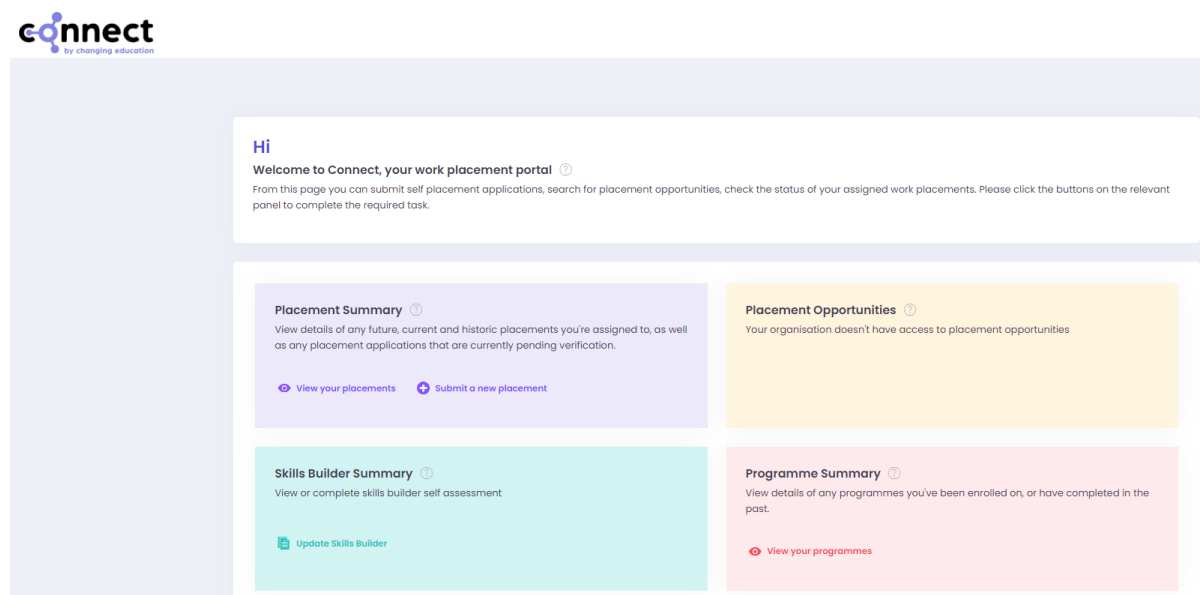 connect
by changing education
Hi
Welcome to Connect, your work placement portal ?
From this page you can submit self placement applications, search for placement opportunities, check the status of your assigned work placements. Please click the buttons on the relevant
panel to complete the required task.
Placement Summary ?
View details of any future, current and historic placements you're assigned to, as well
as any placement applications that are currently pending verification.
View your placements
Submit a new placement
Placement Opportunities ?
Your organisation doesn't have access to placement opportunities
Skills Builder Summary ?
View or complete skills builder self assessment
Update Skills Builder
Programme Summary ?
View details of any programmes you've been enrolled on, or have completed in the
past.
View your programmes